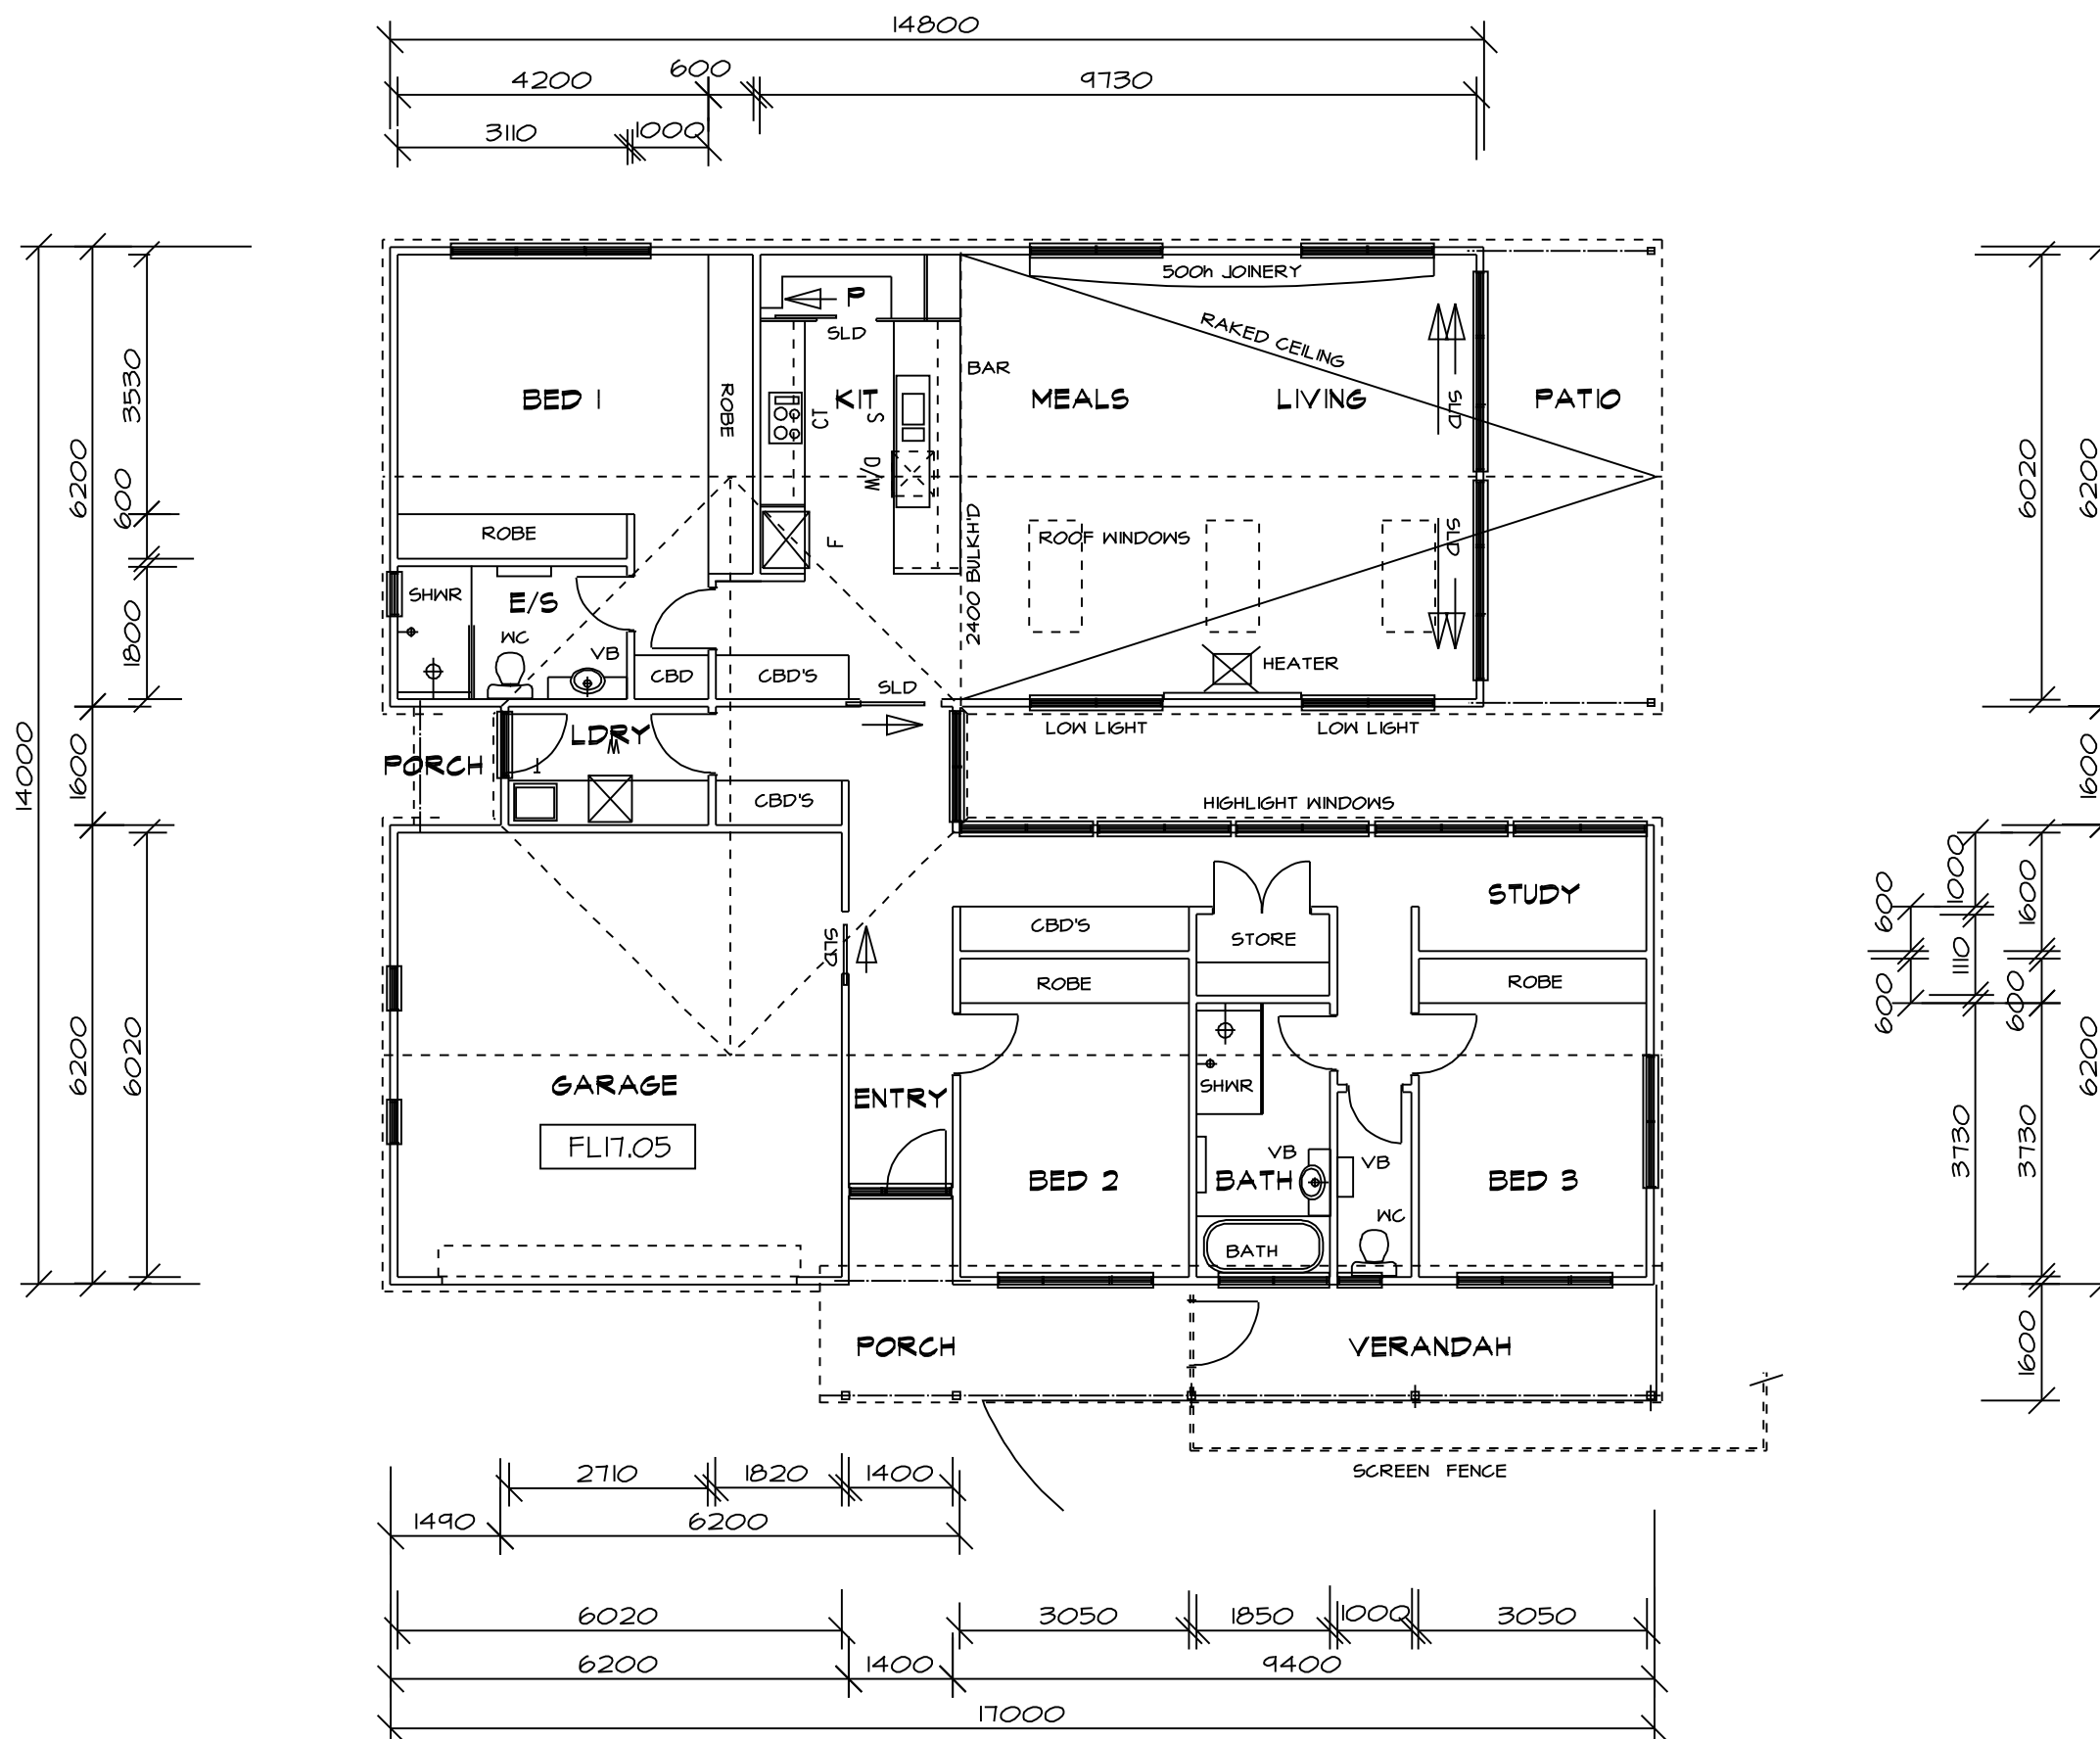 14800
4200
600
9730
3110
1000
500h JOINERY
P
SLD
RAKED CEILING
BAR
BED 1
ROBE
CT
KIT
S
MEALS
LIVING
SLD
PATIO
W/D
ROBE
F
2400 BULKH'D
ROOF WINDOWS
SLD
SHWR
E/S
WC
VB
CBD
CBD'S
SLD
HEATER
LDRY
W
LOW LIGHT
LOW LIGHT
PORCH
T
CBD'S
HIGHLIGHT WINDOWS
STUDY
CBD'S
STORE
SLD
ROBE
ROBE
GARAGE
ENTRY
SHWR
FL17.05
BED 2
VB
BATH
VB
BED 3
WC
BATH
PORCH
VERANDAH
SCREEN FENCE
14000
6200
1600
6200
3530
600
1800
6020
6020
6200
1600
600
600
1000
1110
3730
1600
600
3730
1600
6200
2710
1820
1400
1490
6200
6020
3050
1850
1000
3050
6200
1400
9400
17000